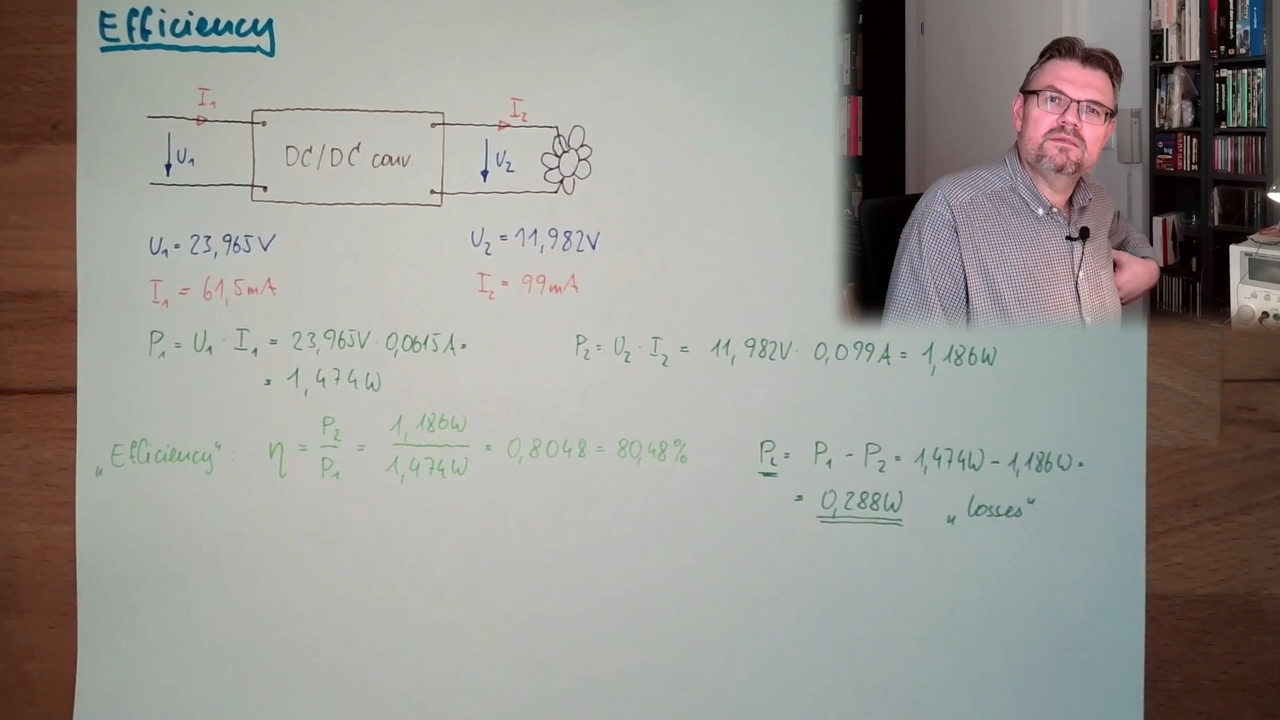 Efficiency
I₁
I₂
U₁
DC/DC conv.
U₂
U₁ = 23,965V
U₂ = 11,982V
I₁ = 61,5mA
I₂ = 99mA
P₁ = U₁ · I₁ = 23,965V · 0,0615A =
= 1,474W
P₂ = U₂ · I₂ = 11,982V · 0,099A = 1,186W
„Efficiency“: η = P₂/P₁ = 1,186W/1,474W = 0,8048 = 80,48%
P_L = P₁ - P₂ = 1,474W - 1,186W =
= 0,288W „losses“